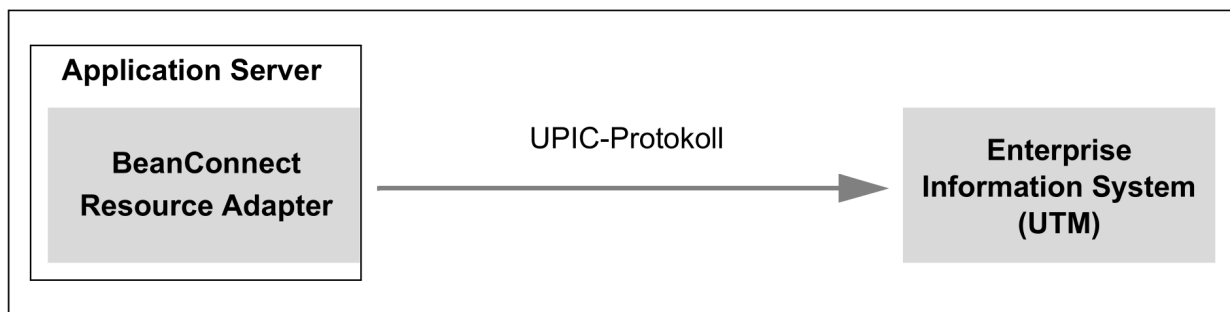 Application Server
BeanConnect
Resource Adapter
UPIC-Protokoll
Enterprise
Information System
(UTM)